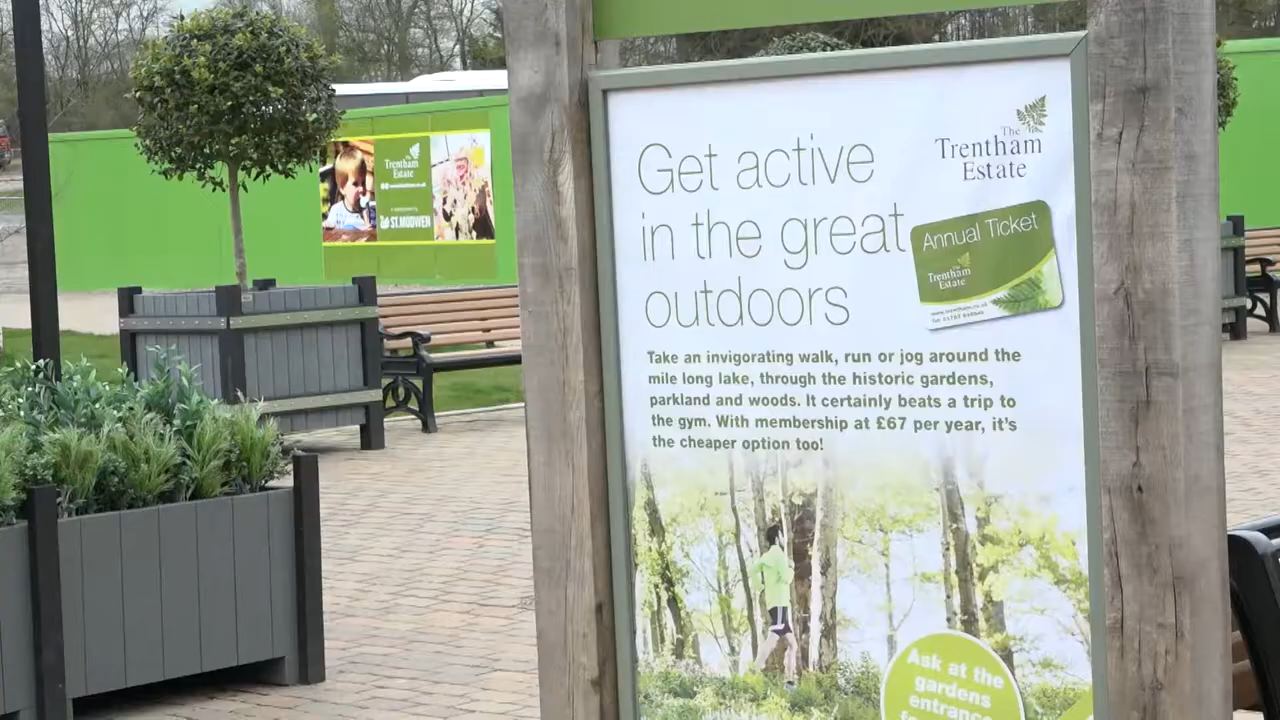 Get active
in the great
outdoors
The
Trentham
Estate
Annual Ticket
The
Trentham
Estate
Take an invigorating walk, run or jog around the
mile long lake, through the historic gardens,
parkland and woods. It certainly beats a trip to
the gym. With membership at £67 per year, it's
the cheaper option too!
Ask at the
gardens
entrance
The
Trentham
Estate
ST.MODWEN